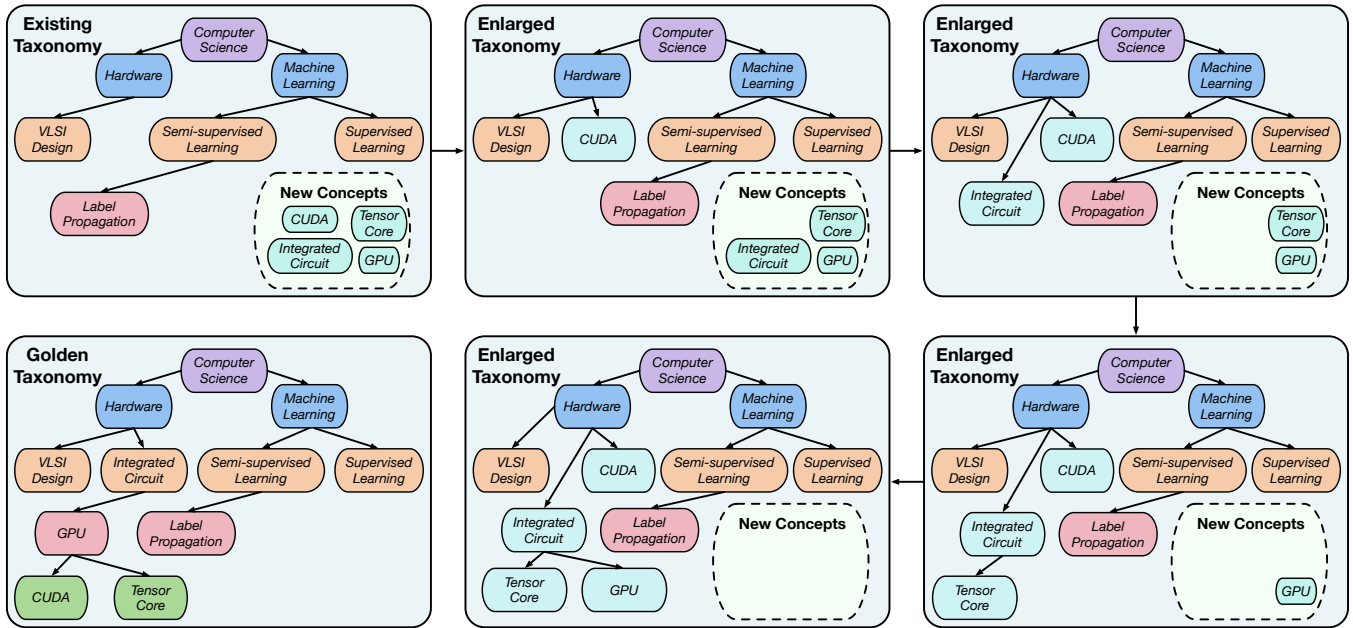 Existing
Taxonomy
Computer
Science
Hardware
Machine
Learning
VLSI
Design
Semi-supervised
Learning
Supervised
Learning
Label
Propagation
New Concepts
CUDA
Tensor
Core
Integrated
Circuit
GPU
Enlarged
Taxonomy
Computer
Science
Hardware
Machine
Learning
VLSI
Design
CUDA
Semi-supervised
Learning
Supervised
Learning
Label
Propagation
New Concepts
Tensor
Core
Integrated
Circuit
GPU
Enlarged
Taxonomy
Computer
Science
Hardware
Machine
Learning
VLSI
Design
CUDA
Semi-supervised
Learning
Supervised
Learning
Integrated
Circuit
Label
Propagation
New Concepts
Tensor
Core
GPU
Golden
Taxonomy
Computer
Science
Hardware
Machine
Learning
VLSI
Design
Integrated
Circuit
Semi-supervised
Learning
Supervised
Learning
GPU
Label
Propagation
CUDA
Tensor
Core
Enlarged
Taxonomy
Computer
Science
Hardware
Machine
Learning
VLSI
Design
CUDA
Semi-supervised
Learning
Supervised
Learning
Integrated
Circuit
Label
Propagation
New Concepts
Tensor
Core
GPU
Enlarged
Taxonomy
Computer
Science
Hardware
Machine
Learning
VLSI
Design
CUDA
Semi-supervised
Learning
Supervised
Learning
Integrated
Circuit
Label
Propagation
New Concepts
Tensor
Core
GPU